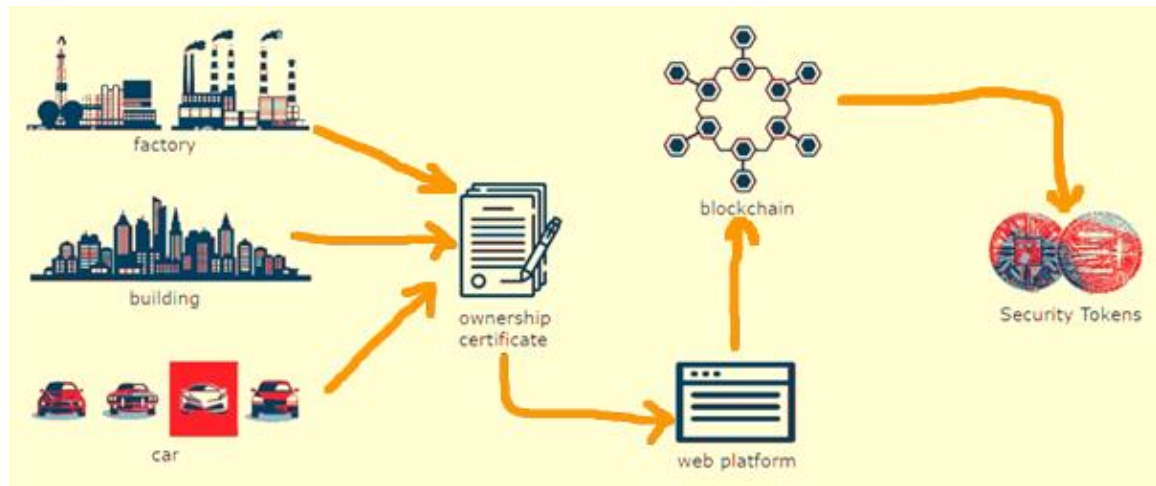 factory
building
car
ownership
certificate
web platform
blockchain
Security Tokens